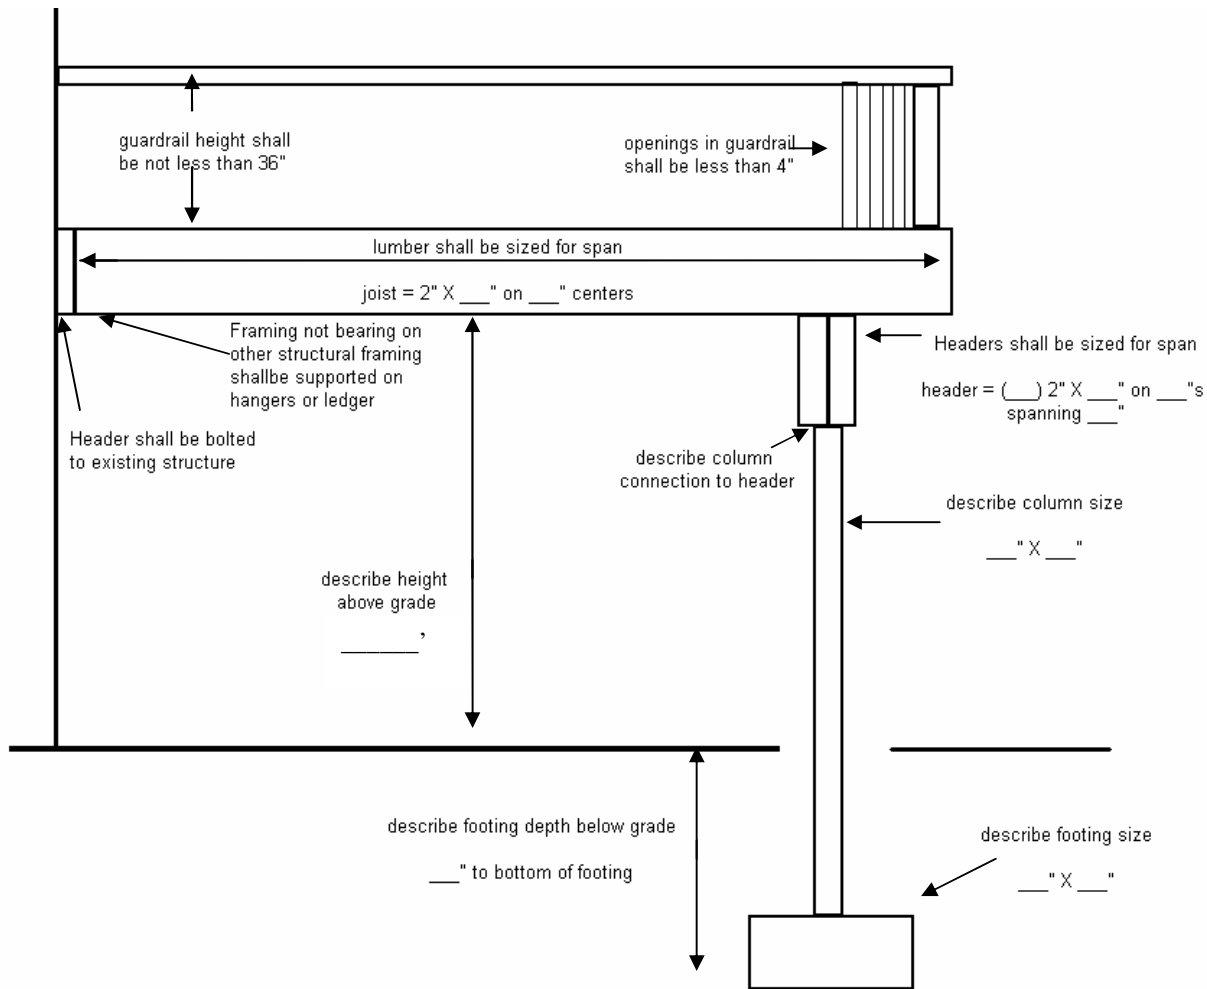 guardrail height shall
be not less than 36"
openings in guardrail
shall be less than 4"
lumber shall be sized for span
joist = 2" X ___" on ___" centers
Framing not bearing on
other structural framing
shallbe supported on
hangers or ledger
Headers shall be sized for span
header = (___) 2" X ___" on ___"s
spanning ___"
Header shall be bolted
to existing structure
describe column
connection to header
describe column size
___" X ___"
describe height
above grade
______'
describe footing depth below grade
___" to bottom of footing
describe footing size
___" X ___"